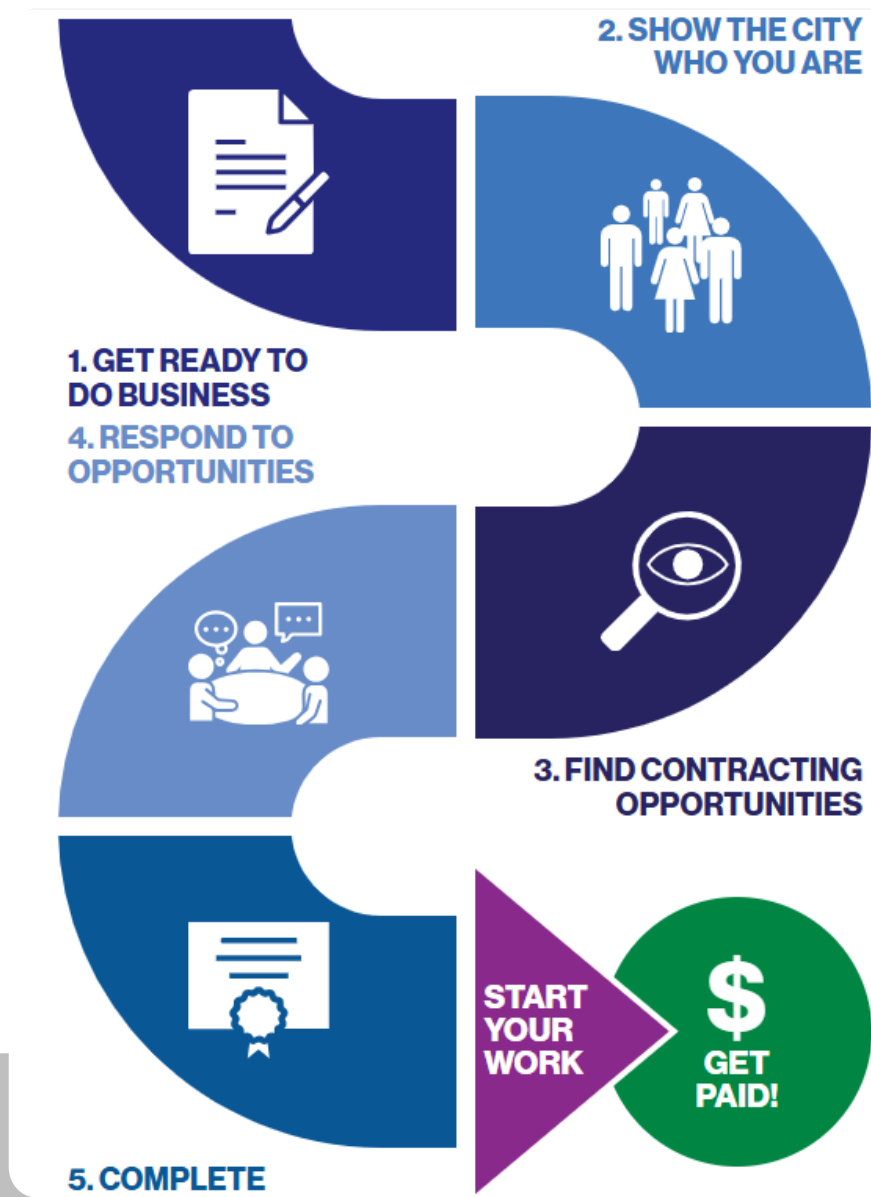 2. SHOW THE CITY
WHO YOU ARE
1. GET READY TO
DO BUSINESS
4. RESPOND TO
OPPORTUNITIES
3. FIND CONTRACTING
OPPORTUNITIES
START
YOUR
WORK
$
GET
PAID!
5. COMPLETE